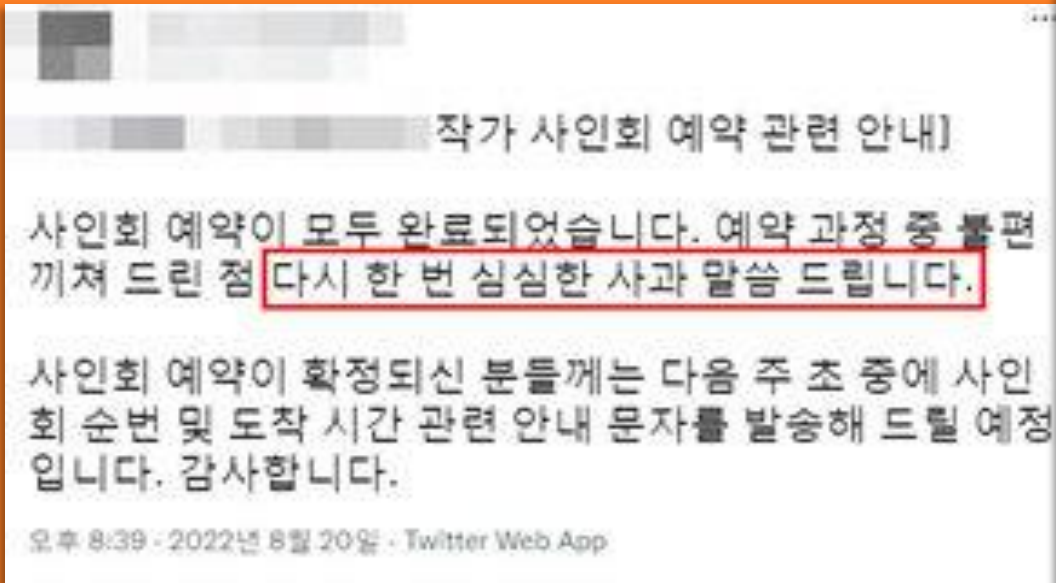 작가 사인회 예약 관련 안내]
사인회 예약이 모두 완료되었습니다. 예약 과정 중 불편
끼쳐 드린 점 다시 한 번 심심한 사과 말씀 드립니다.
사인회 예약이 확정되신 분들께는 다음 주 초 중에 사인
회 순번 및 도착 시간 관련 안내 문자를 발송해 드릴 예정
입니다. 감사합니다.
오후 8:39 · 2022년 8월 20일 · Twitter Web App